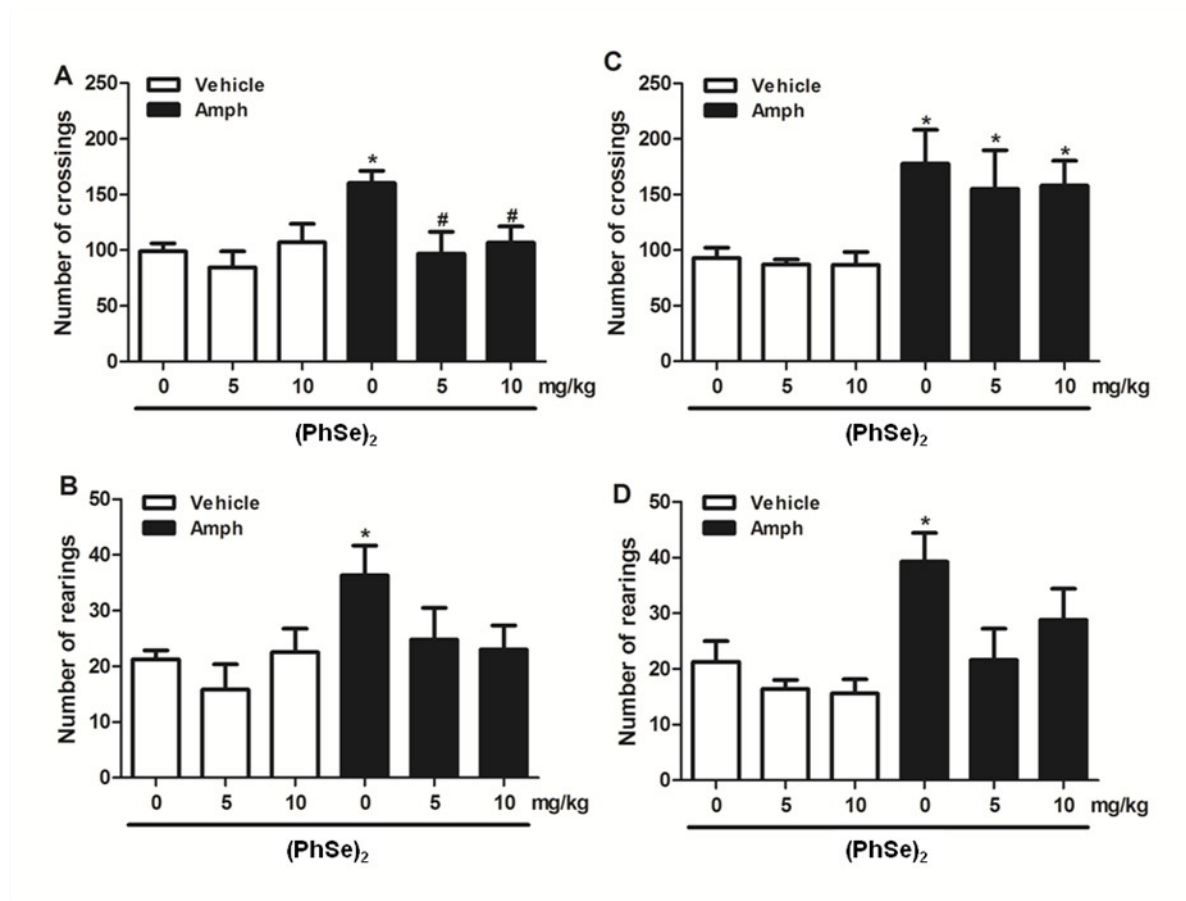 A
250
200
150
100
50
0
Number of crossings
Vehicle
Amph
*
#
#
0 5 10 0 5 10 mg/kg
(PhSe)₂
C
250
200
150
100
50
0
Number of crossings
Vehicle
Amph
*
*
*
0 5 10 0 5 10 mg/kg
(PhSe)₂
B
50
40
30
20
10
0
Number of rearings
Vehicle
Amph
*
0 5 10 0 5 10 mg/kg
(PhSe)₂
D
50
40
30
20
10
0
Number of rearings
Vehicle
Amph
*
0 5 10 0 5 10 mg/kg
(PhSe)₂